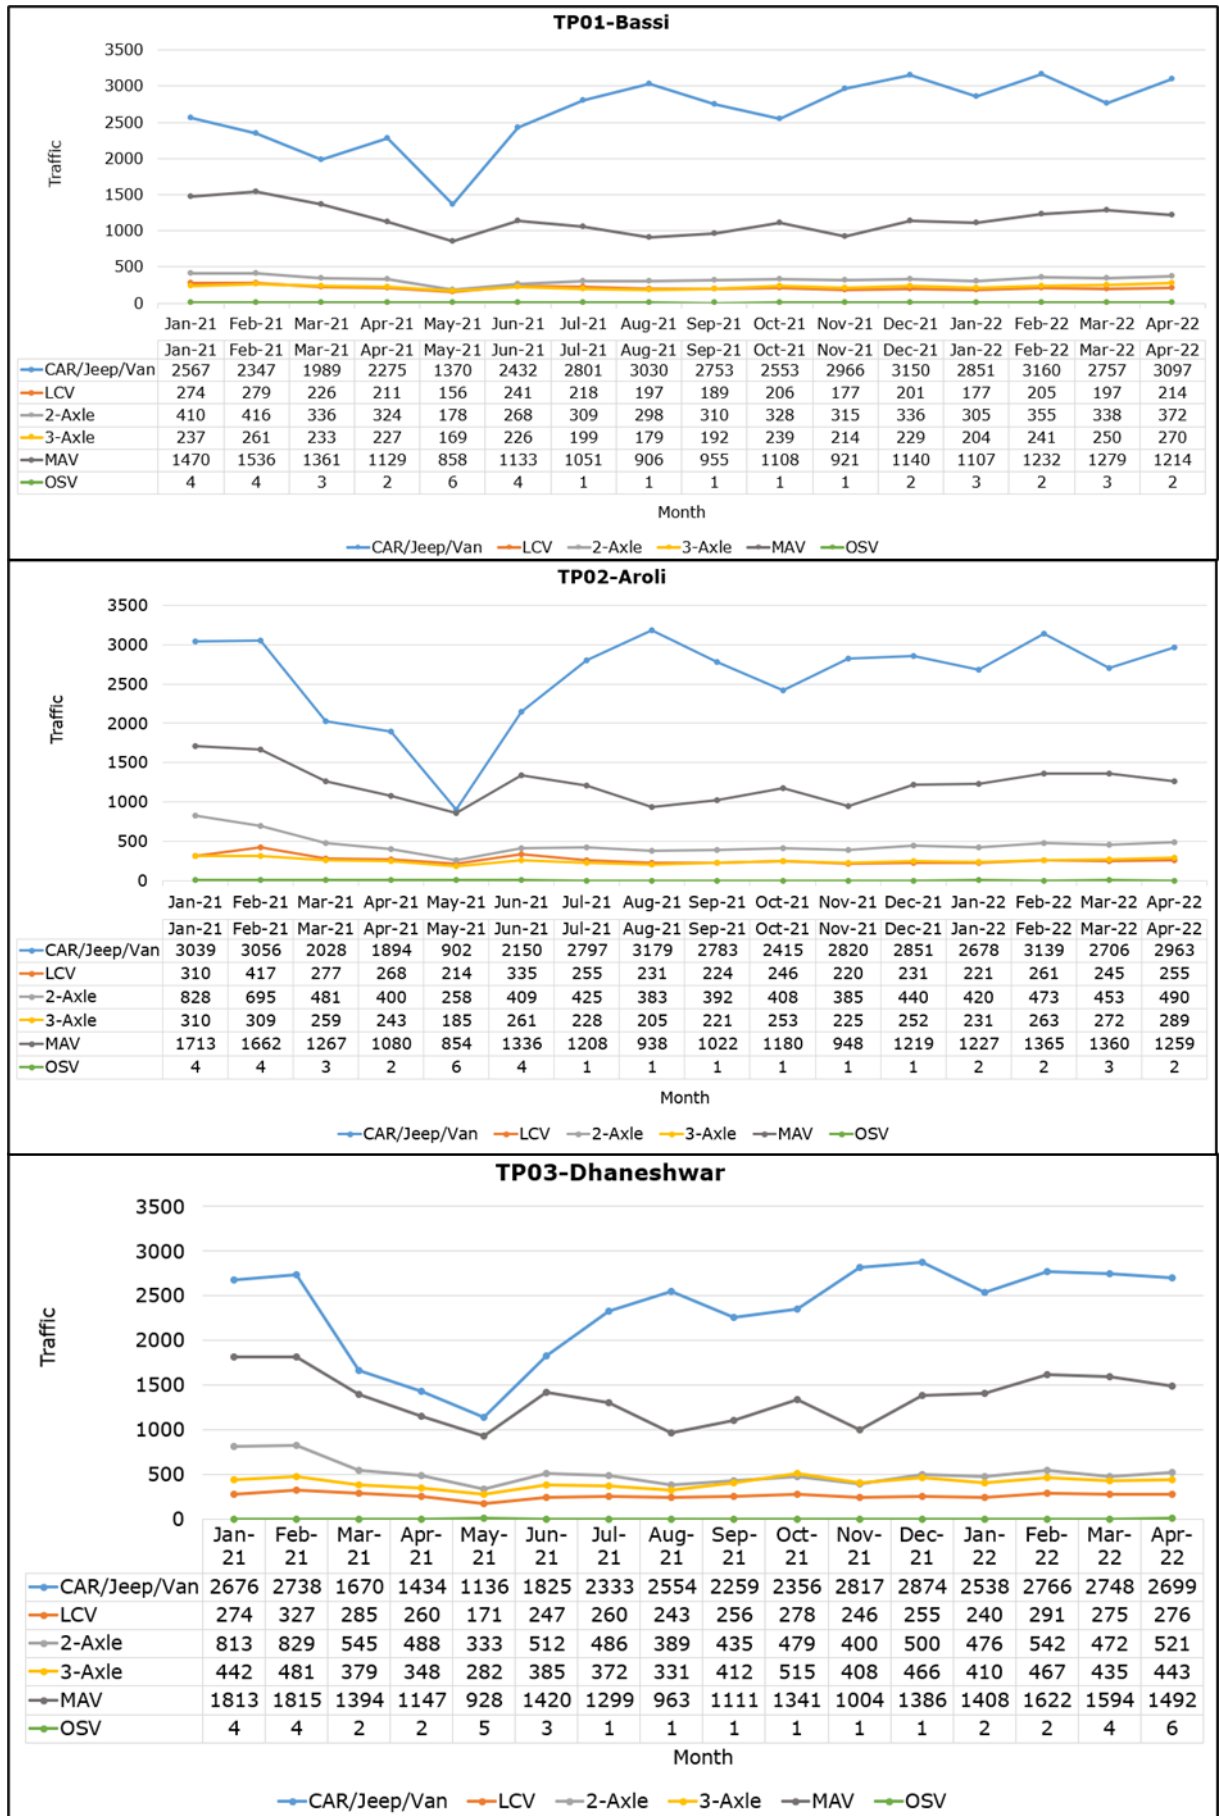 TP01-Bassi
3500
3000
2500
2000
1500
1000
500
0
Traffic
Jan-21 Feb-21 Mar-21 Apr-21 May-21 Jun-21 Jul-21 Aug-21 Sep-21 Oct-21 Nov-21 Dec-21 Jan-22 Feb-22 Mar-22 Apr-22
Jan-21 Feb-21 Mar-21 Apr-21 May-21 Jun-21 Jul-21 Aug-21 Sep-21 Oct-21 Nov-21 Dec-21 Jan-22 Feb-22 Mar-22 Apr-22
CAR/Jeep/Van 2567 2347 1989 2275 1370 2432 2801 3030 2753 2553 2966 3150 2851 3160 2757 3097
LCV 274 279 226 211 156 241 218 197 189 206 177 201 177 205 197 214
2-Axle 410 416 336 324 178 268 309 298 310 328 315 336 305 355 338 372
3-Axle 237 261 233 227 169 226 199 179 192 239 214 229 204 241 250 270
MAV 1470 1536 1361 1129 858 1133 1051 906 955 1108 921 1140 1107 1232 1279 1214
OSV 4 4 3 2 6 4 1 1 1 1 1 2 3 2 3 2
Month
CAR/Jeep/Van LCV 2-Axle 3-Axle MAV OSV
TP02-Aroli
3500
3000
2500
2000
1500
1000
500
0
Traffic
Jan-21 Feb-21 Mar-21 Apr-21 May-21 Jun-21 Jul-21 Aug-21 Sep-21 Oct-21 Nov-21 Dec-21 Jan-22 Feb-22 Mar-22 Apr-22
Jan-21 Feb-21 Mar-21 Apr-21 May-21 Jun-21 Jul-21 Aug-21 Sep-21 Oct-21 Nov-21 Dec-21 Jan-22 Feb-22 Mar-22 Apr-22
CAR/Jeep/Van 3039 3056 2028 1894 902 2150 2797 3179 2783 2415 2820 2851 2678 3139 2706 2963
LCV 310 417 277 268 214 335 255 231 224 246 220 231 221 261 245 255
2-Axle 828 695 481 400 258 409 425 383 392 408 385 440 420 473 453 490
3-Axle 310 309 259 243 185 261 228 205 221 253 225 252 231 263 272 289
MAV 1713 1662 1267 1080 854 1336 1208 938 1022 1180 948 1219 1227 1365 1360 1259
OSV 4 4 3 2 6 4 1 1 1 1 1 1 2 2 3 2
Month
CAR/Jeep/Van LCV 2-Axle 3-Axle MAV OSV
TP03-Dhaneshwar
3500
3000
2500
2000
1500
1000
500
0
Traffic
Jan- Feb- Mar- Apr- May- Jun- Jul- Aug- Sep- Oct- Nov- Dec- Jan- Feb- Mar- Apr-
21 21 21 21 21 21 21 21 21 21 21 21 22 22 22 22
CAR/Jeep/Van 2676 2738 1670 1434 1136 1825 2333 2554 2259 2356 2817 2874 2538 2766 2748 2699
LCV 274 327 285 260 171 247 260 243 256 278 246 255 240 291 275 276
2-Axle 813 829 545 488 333 512 486 389 435 479 400 500 476 542 472 521
3-Axle 442 481 379 348 282 385 372 331 412 515 408 466 410 467 435 443
MAV 1813 1815 1394 1147 928 1420 1299 963 1111 1341 1004 1386 1408 1622 1594 1492
OSV 4 4 2 2 5 3 1 1 1 1 1 1 2 2 4 6
Month
CAR/Jeep/Van LCV 2-Axle 3-Axle MAV OSV